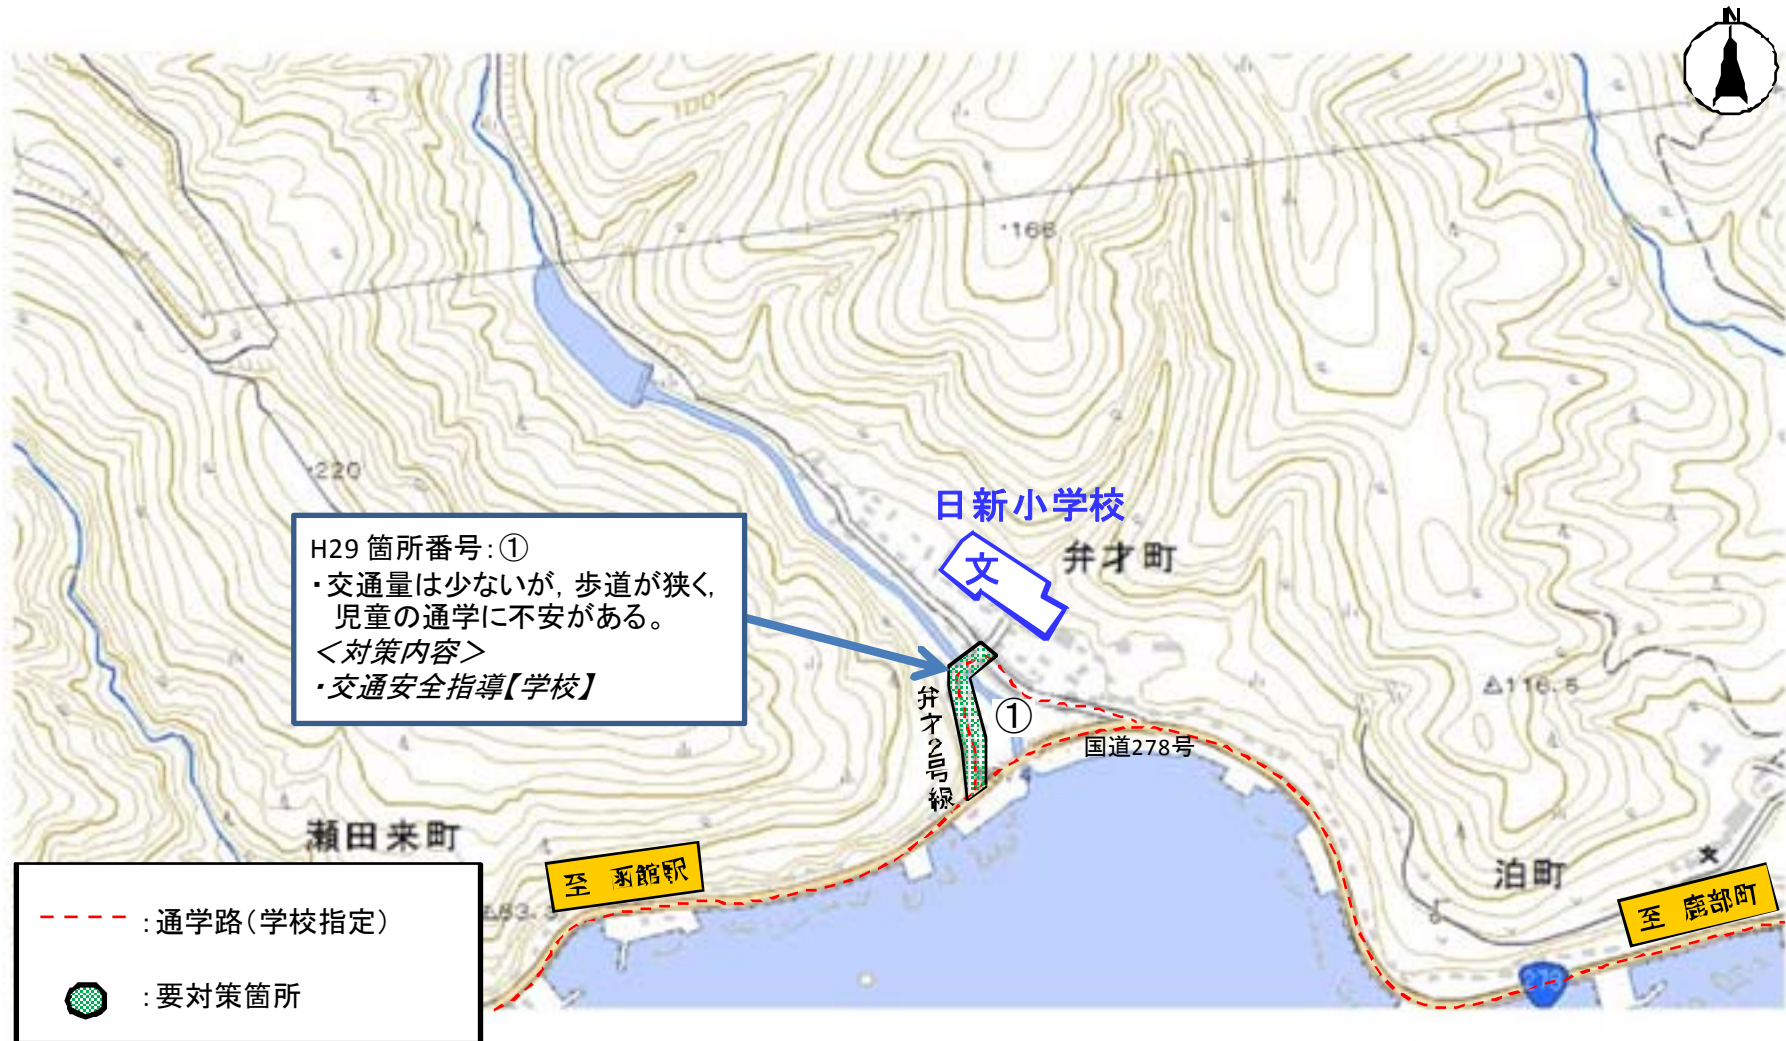 N
100
・166
・220
日新小学校
文
弁才町
H29 箇所番号：①
・交通量は少ないが，歩道が狭く，
児童の通学に不安がある。
＜対策内容＞
・交通安全指導【学校】
△116.5
弁才2号線
①
国道278号
瀬田来町
至 函館駅
泊町
至 鹿部町
：通学路（学校指定）
：要対策箇所